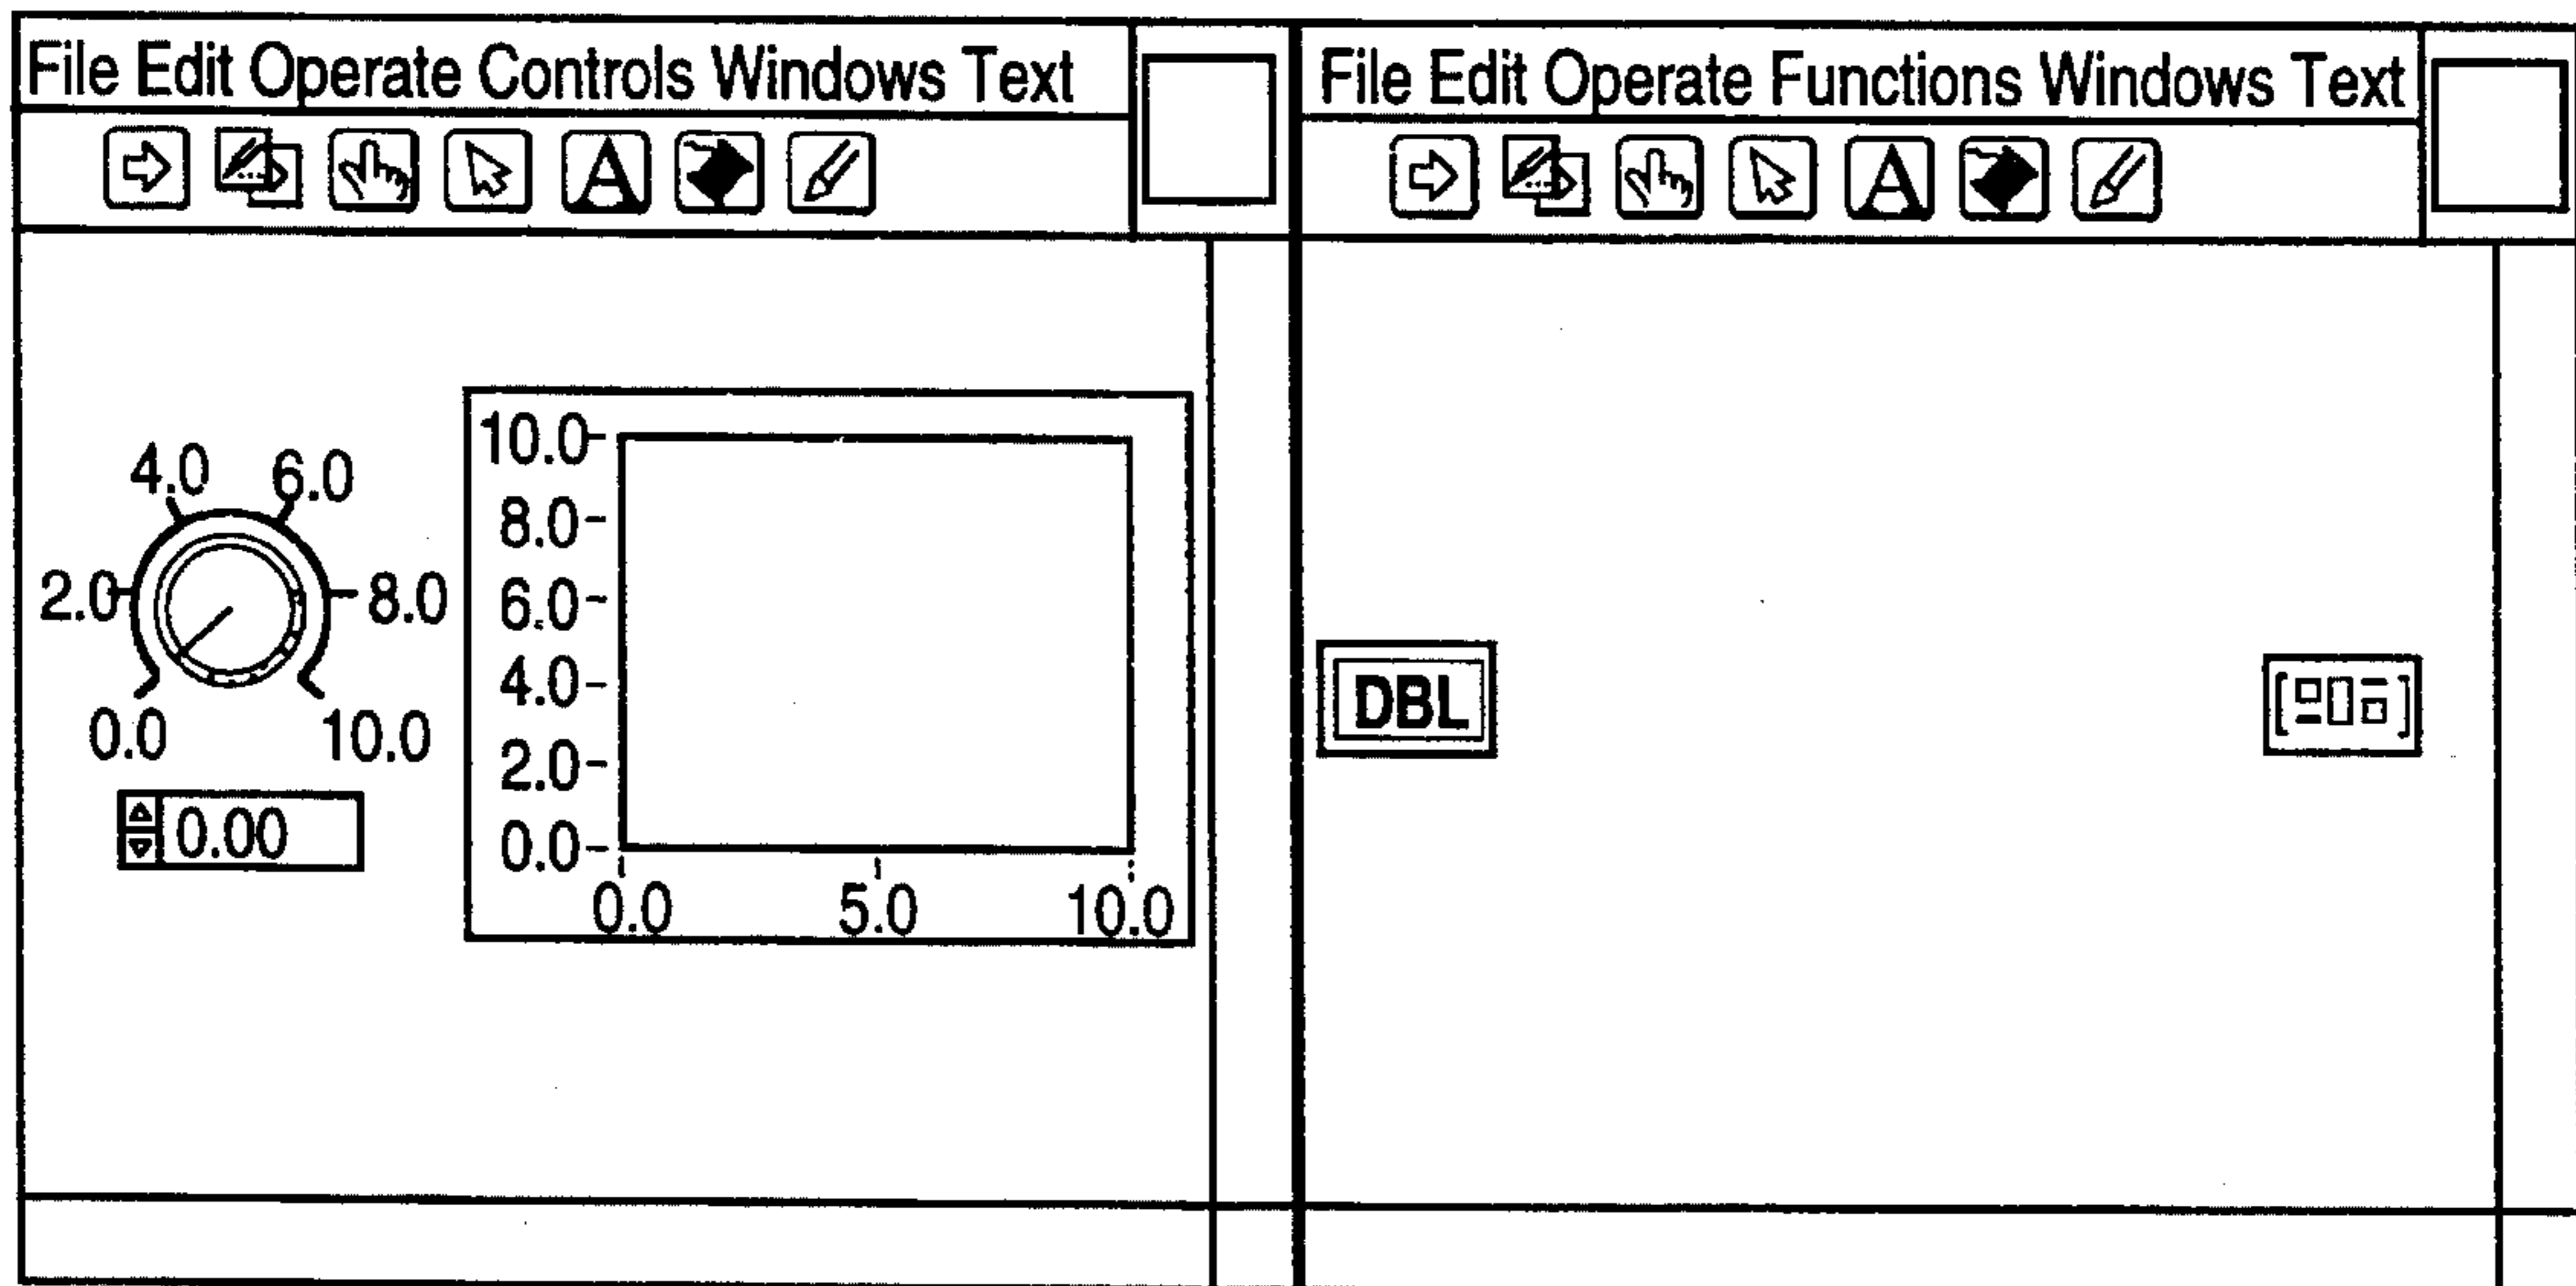 File Edit Operate Controls Windows Text
A
4.0 6.0
2.0 8.0
0.0 10.0
0.00
10.0
8.0
6.0
4.0
2.0
0.0
0.0 5.0 10.0
File Edit Operate Functions Windows Text
A
DBL